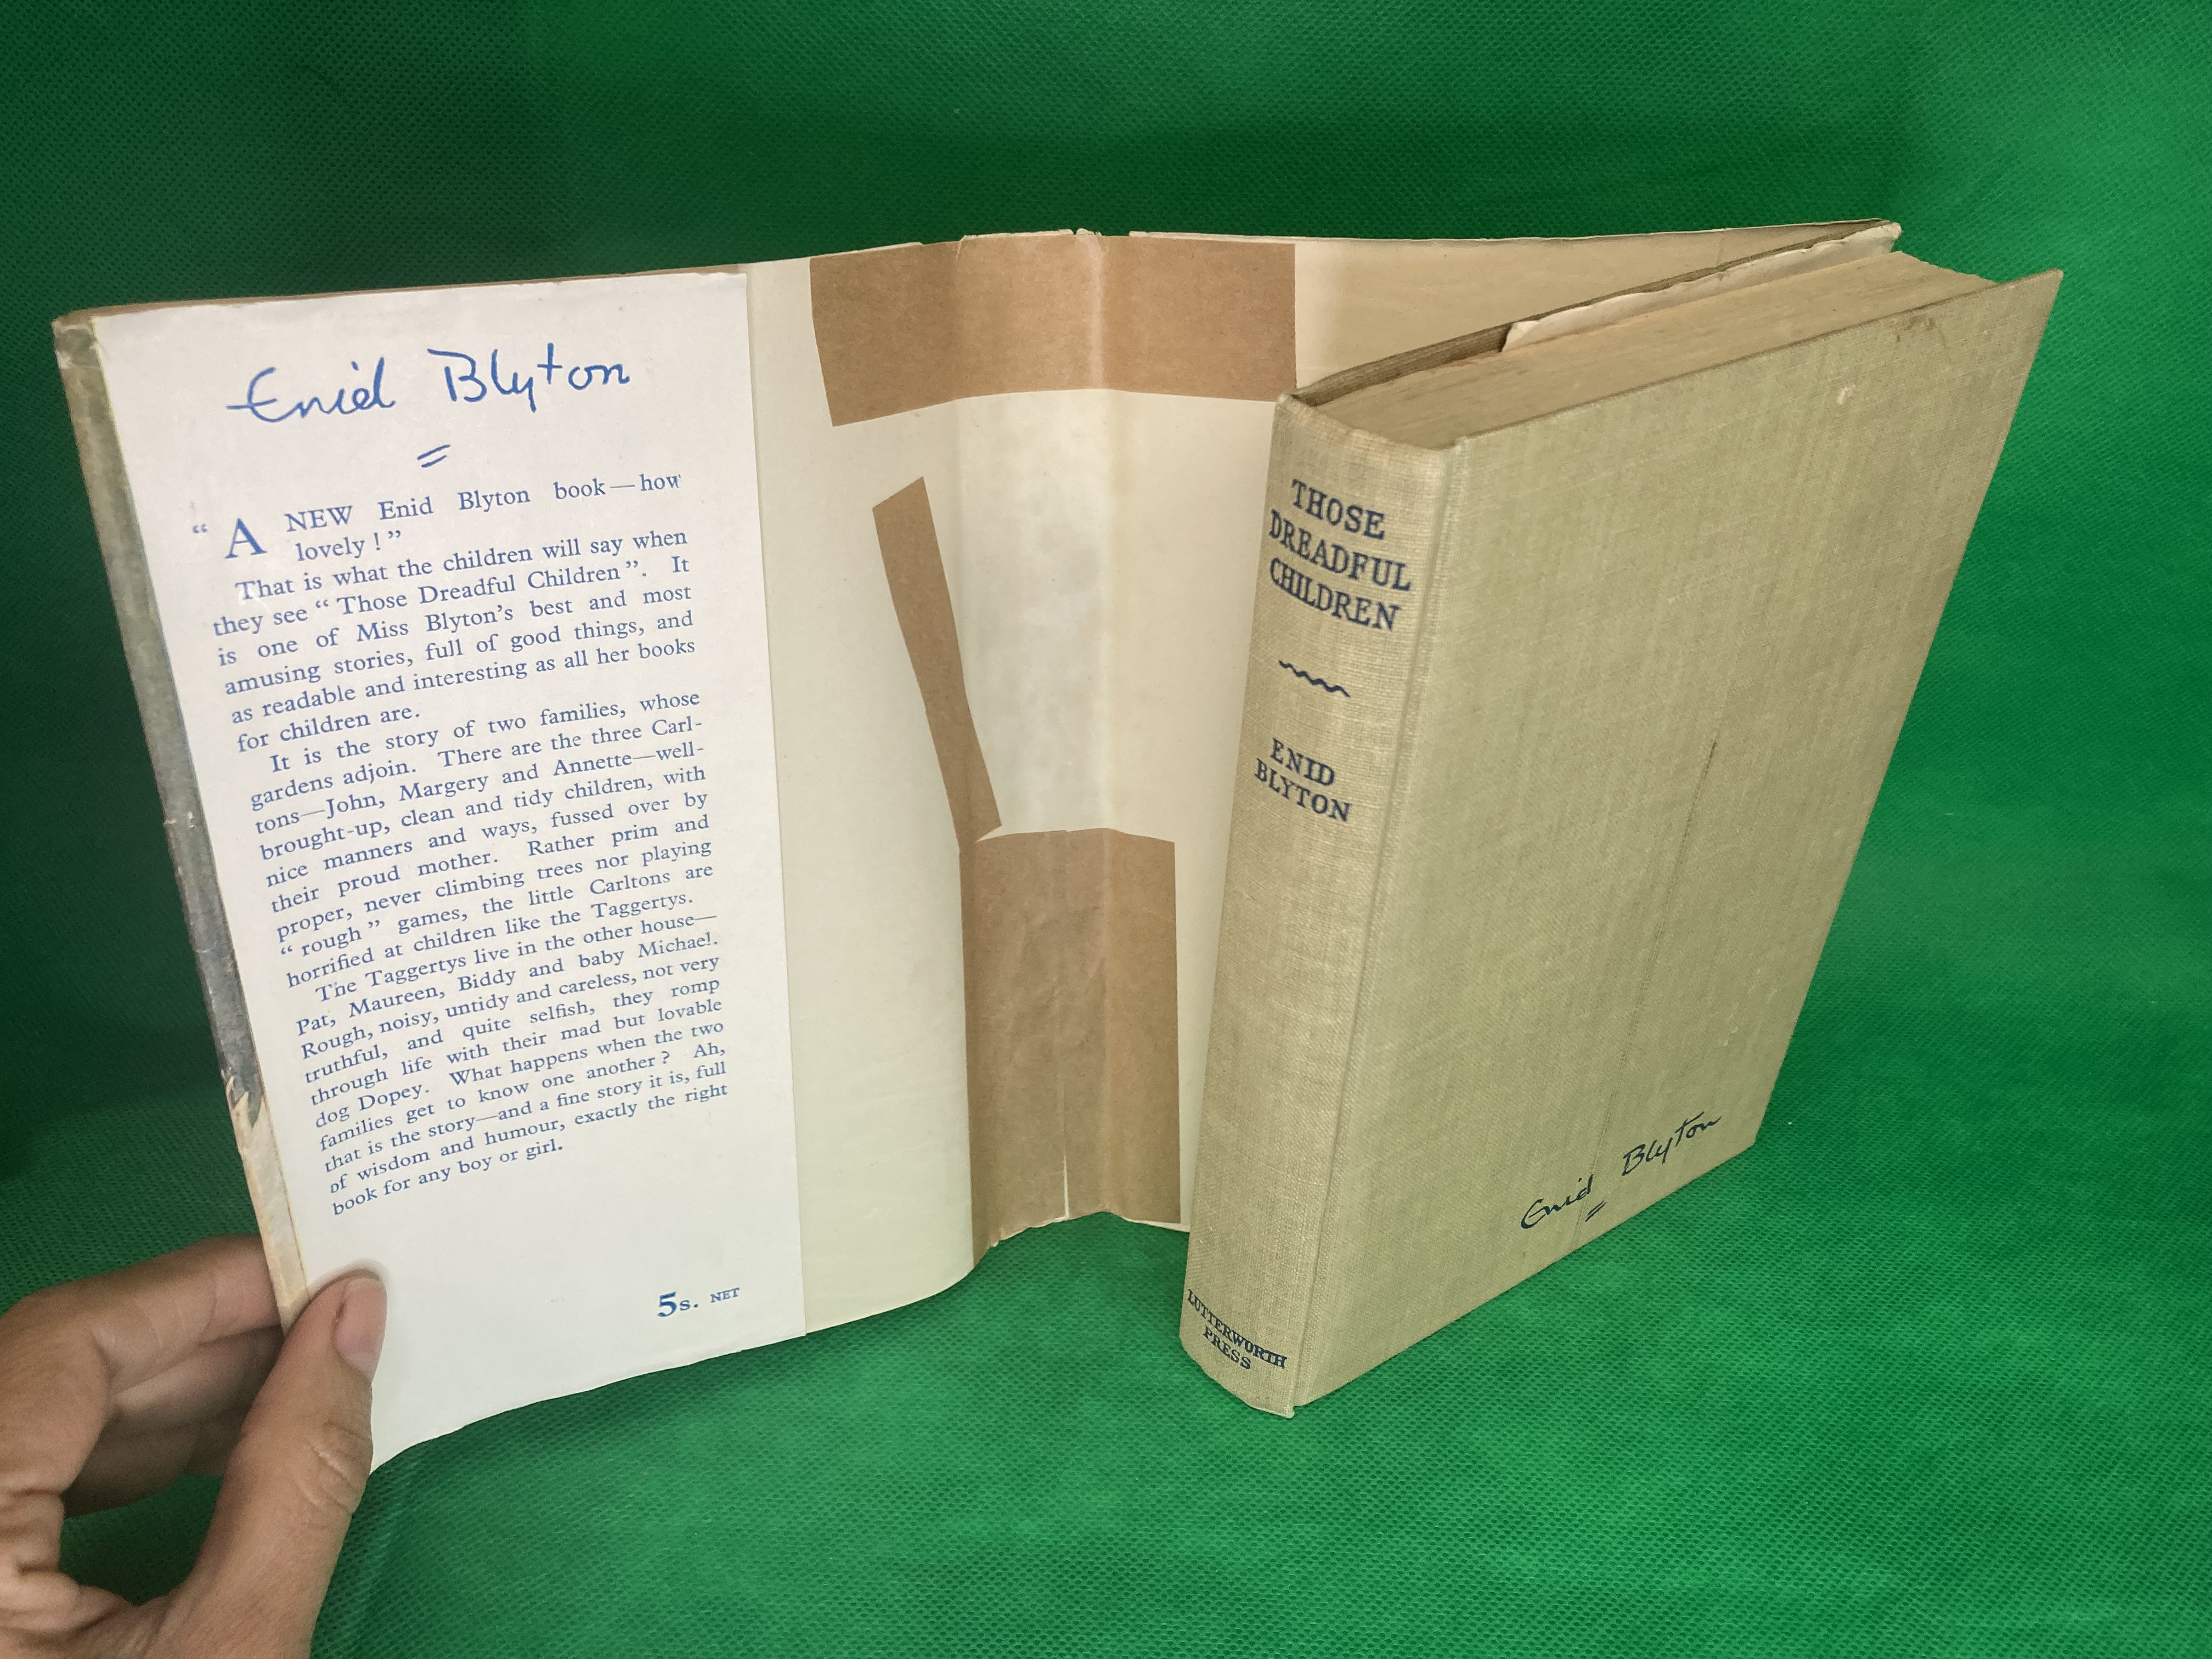 Enid Blyton
“ A NEW Enid Blyton book—how
lovely ! ”
That is what the children will say when
they see “ Those Dreadful Children ”. It
is one of Miss Blyton’s best and most
amusing stories, full of good things, and
as readable and interesting as all her books
for children are.
It is the story of two families, whose
gardens adjoin. There are the three Carl-
tons—John, Margery and Annette—well-
brought-up, clean and tidy children, with
nice manners and ways, fussed over by
their proud mother. Rather prim and
proper, never climbing trees nor playing
“ rough ” games, the little Carltons are
horrified at children like the Taggertys.
The Taggertys live in the other house—
Pat, Maureen, Biddy and baby Michael.
Rough, noisy, untidy and careless, not very
truthful, and quite selfish, they romp
through life with their mad but lovable
dog Dopey. What happens when the two
families get to know one another ? Ah,
that is the story—and a fine story it is, full
of wisdom and humour, exactly the right
book for any boy or girl.
5s. NET
THOSE
DREADFUL
CHILDREN
ENID
BLYTON
LUTTERWORTH
PRESS
Enid Blyton